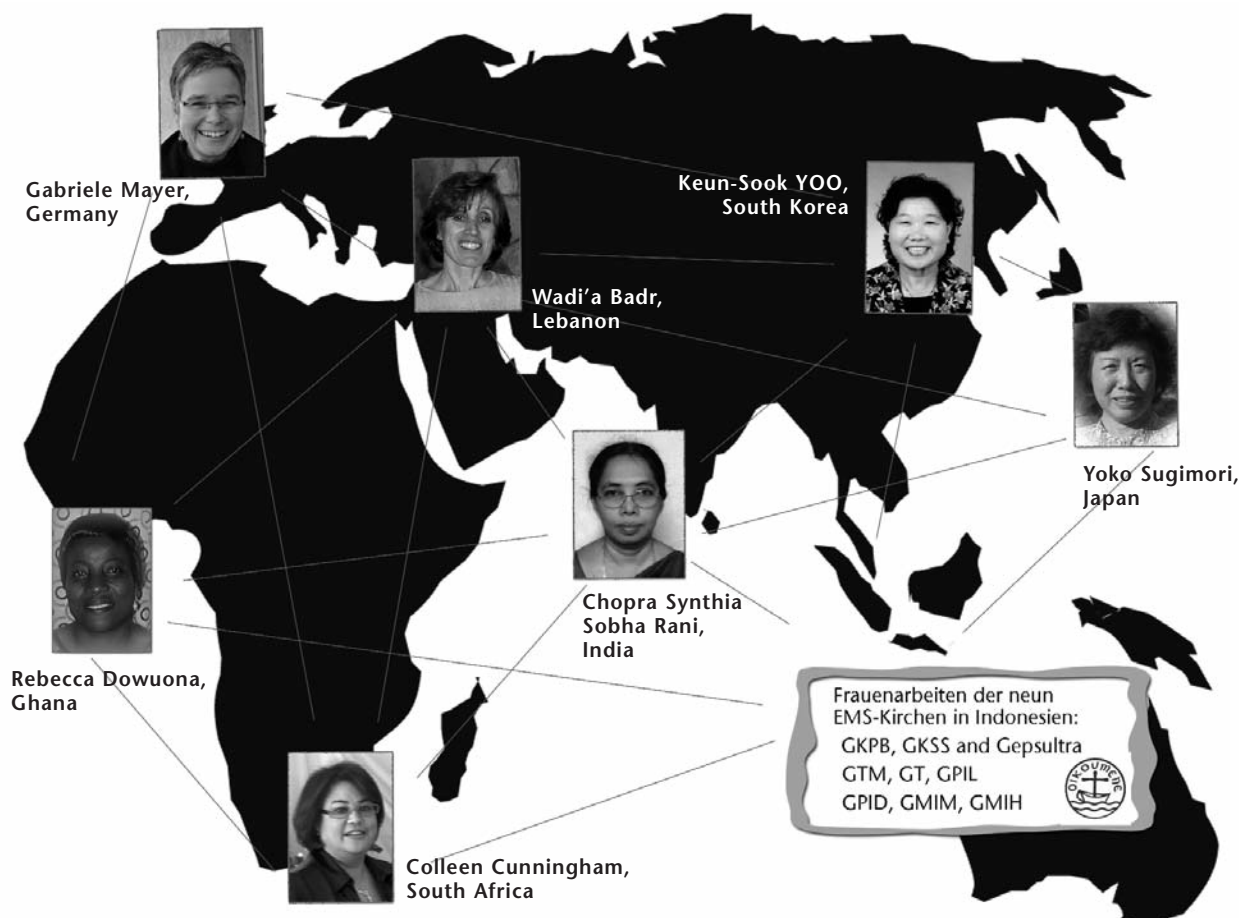 Gabriele Mayer,
Germany
Keun-Sook YOO,
South Korea
Wadi'a Badr,
Lebanon
Yoko Sugimori,
Japan
Chopra Synthia
Sobha Rani,
India
Rebecca Dowuona,
Ghana
Frauenarbeiten der neun
EMS-Kirchen in Indonesien:
GKPB, GKSS and Gepsultra
GTM, GT, GPIL
GPID, GMIM, GMIH
OIKOUMENE
Colleen Cunningham,
South Africa